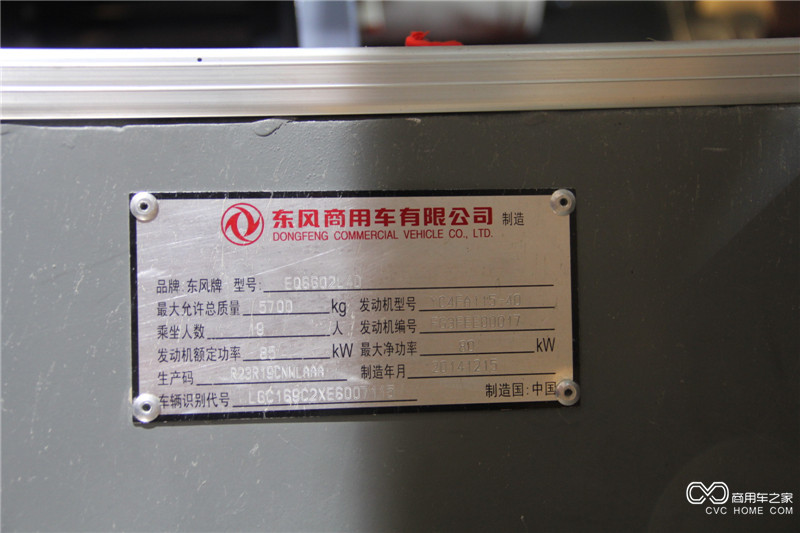 东风商用车有限公司 制造
DONGFENG COMMERCIAL VEHICLE CO., LTD.
品牌: 东风牌 型号:
最大允许总质量 5700 kg 发动机型号
乘坐人数 19 人 发动机编号
发动机额定功率 85 kW 最大净功率 80 kW
生产码 制造年月 20141215
车辆识别代号
制造国: 中国
商用车之家
CVC HOME.COM